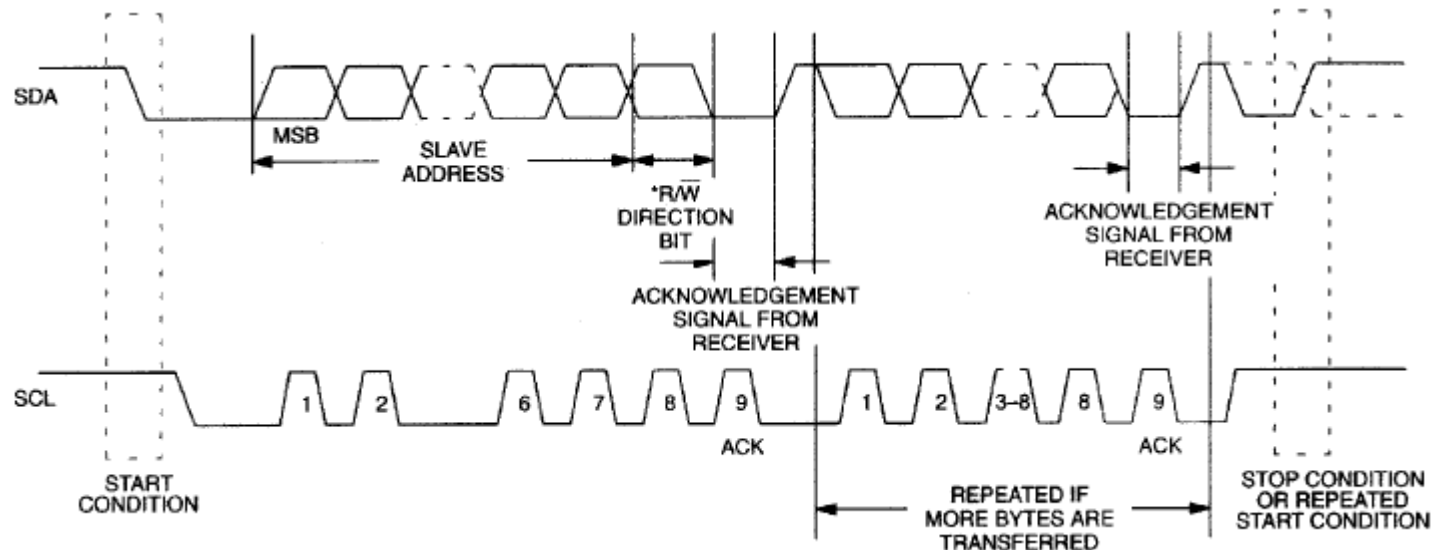 SDA
MSB
SLAVE
ADDRESS
*R/W̅
DIRECTION
BIT
ACKNOWLEDGEMENT
SIGNAL FROM
RECEIVER
ACKNOWLEDGEMENT
SIGNAL FROM
RECEIVER
SCL
1
2
6
7
8
9
1
2
3–8
8
9
ACK
ACK
START
CONDITION
REPEATED IF
MORE BYTES ARE
TRANSFERRED
STOP CONDITION
OR REPEATED
START CONDITION